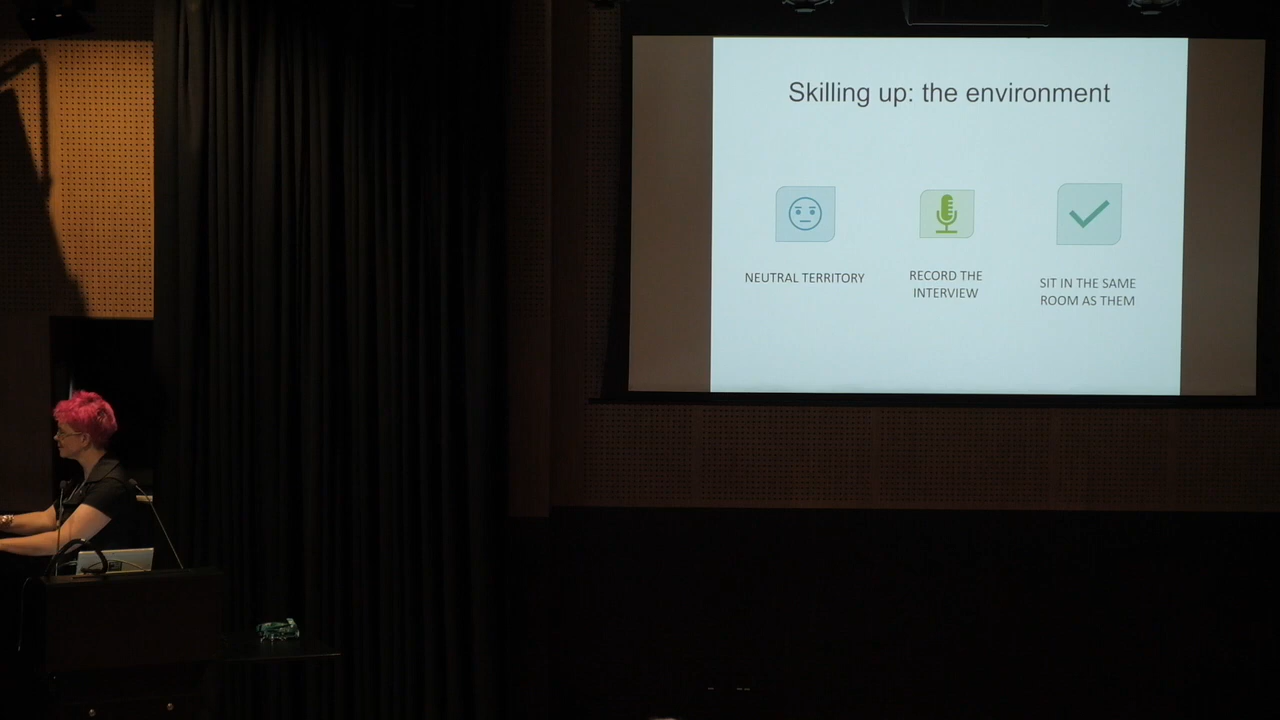 Skilling up: the environment
NEUTRAL TERRITORY
RECORD THE
INTERVIEW
SIT IN THE SAME
ROOM AS THEM